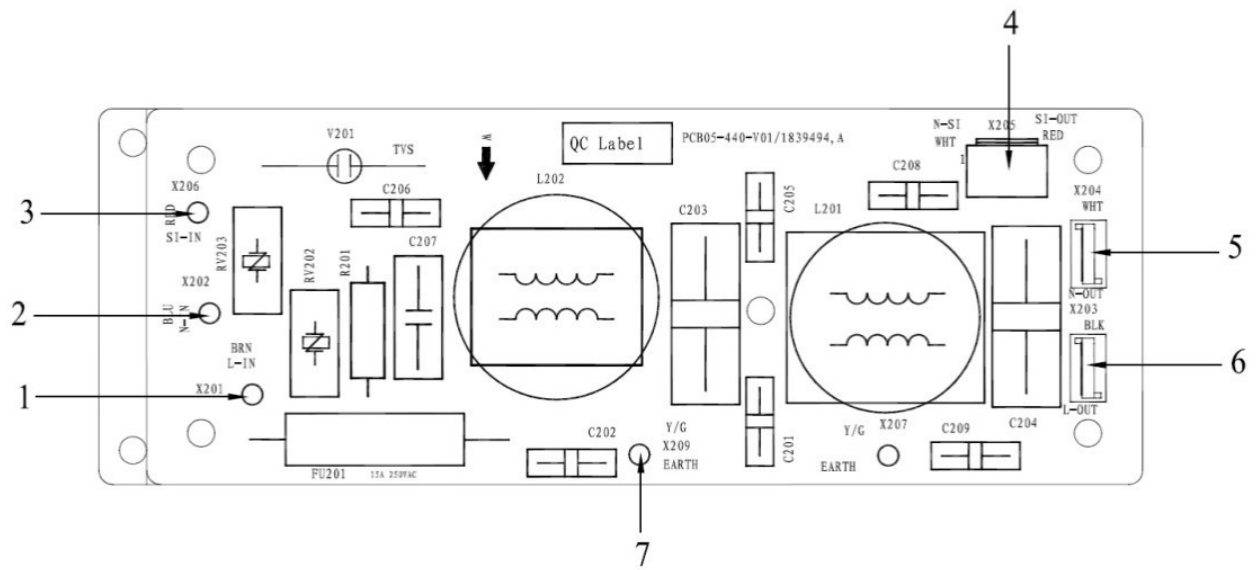 4
V201
TVS
W
QC Label
PCB05-440-V01/1839494,A
N-SI
WHT
X205
SI-OUT
RED
1
X206
RED
SI-IN
3
C206
L202
C205
C208
X204
WHT
RV203
C207
C203
L201
5
X202
RV202
R201
N-OUT
2
BLU
N-IN
X203
BLK
BRN
L-IN
6
1
X201
L-OUT
C202
Y/G
X209
EARTH
C201
Y/G
X207
EARTH
C209
C204
FU201
15A 250VAC
7